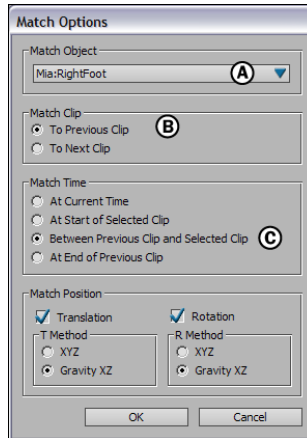 Match Options
Match Object
Mia:RightFoot
A
Match Clip
To Previous Clip
B
To Next Clip
Match Time
At Current Time
At Start of Selected Clip
Between Previous Clip and Selected Clip
C
At End of Previous Clip
Match Position
Translation Rotation
T Method R Method
XYZ XYZ
Gravity XZ Gravity XZ
OK Cancel